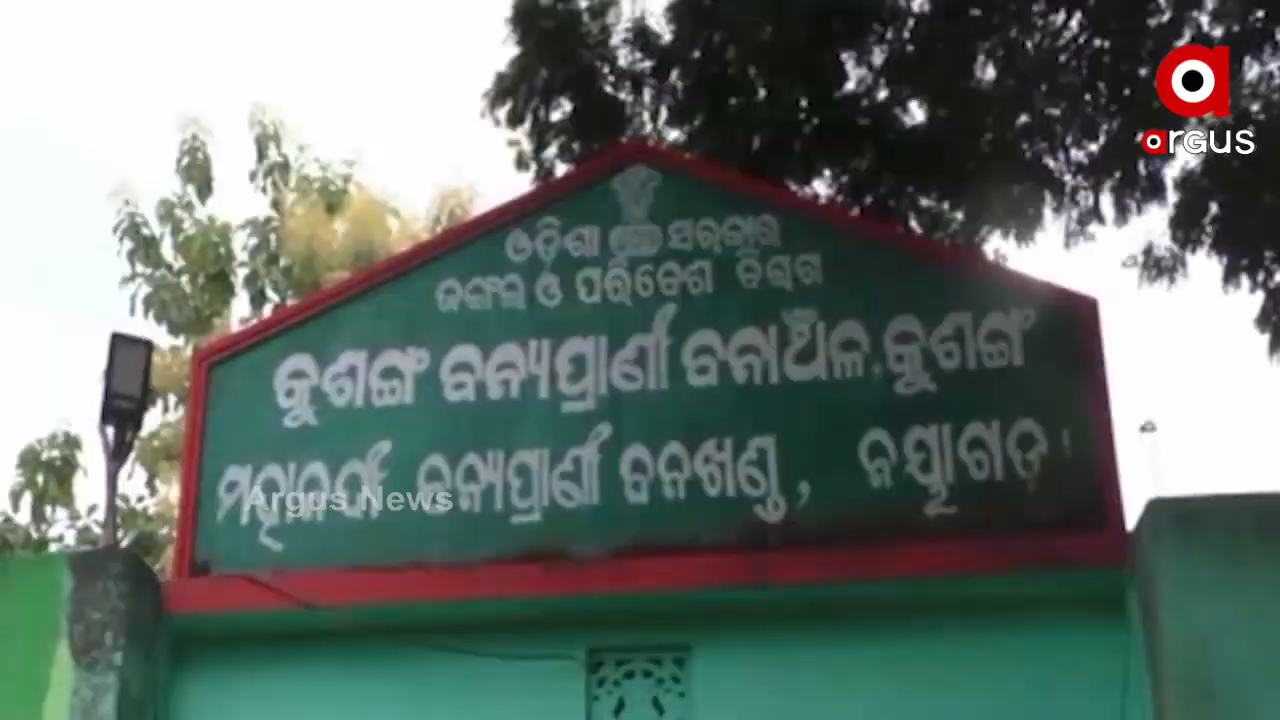 argus
ଓଡ଼ିଶା ସରକାର
ଜଙ୍ଗଲ ଓ ପରିବେଶ ବିଭାଗ
କୁଶଙ୍ଗ ବନ୍ୟପ୍ରାଣୀ ବନାଞ୍ଚଳ, କୁଶଙ୍ଗ
ମହାନଦୀ ବନ୍ୟପ୍ରାଣୀ ବନଖଣ୍ଡ, ନୟାଗଡ଼
Argus News